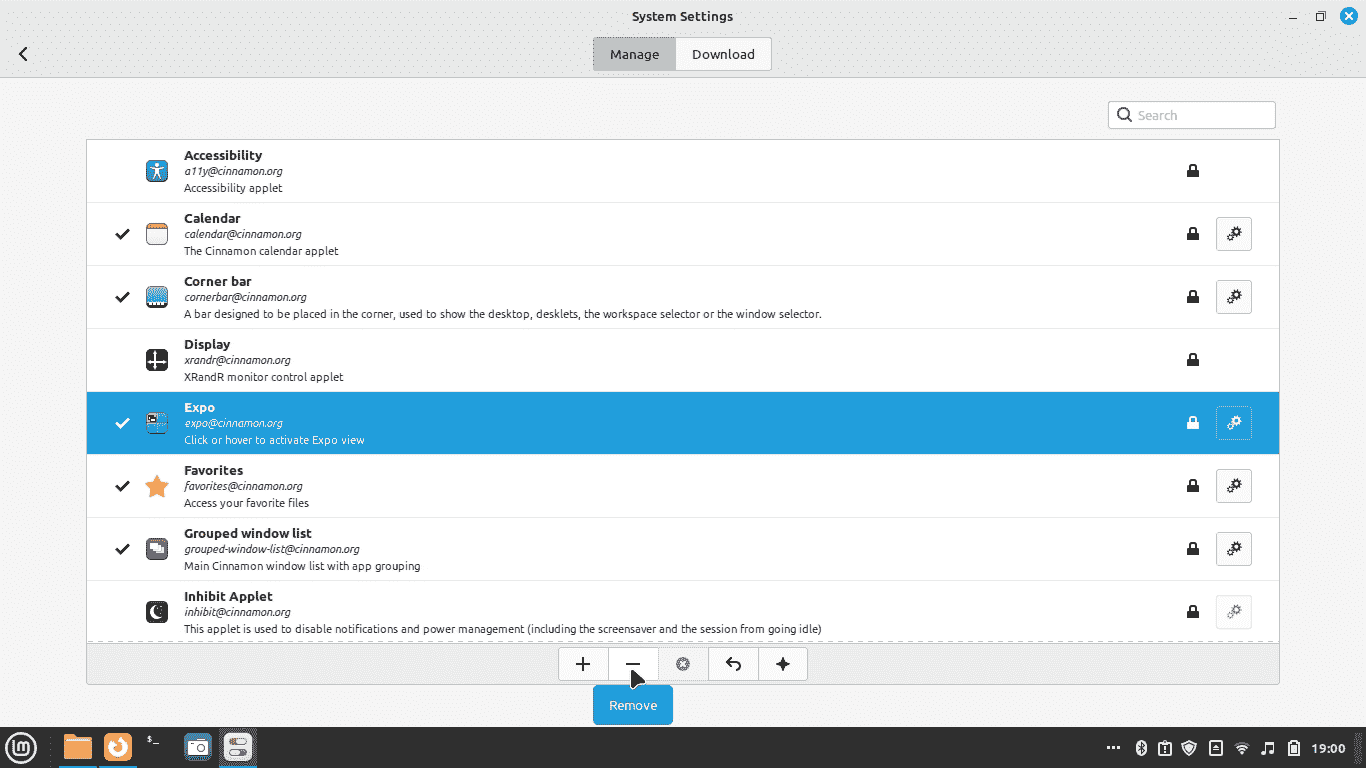 System Settings
Manage
Download
Search
Accessibility
a11y@cinnamon.org
Accessibility applet
Calendar
calendar@cinnamon.org
The Cinnamon calendar applet
Corner bar
cornerbar@cinnamon.org
A bar designed to be placed in the corner, used to show the desktop, desklets, the workspace selector or the window selector.
Display
xrandr@cinnamon.org
XRandR monitor control applet
Expo
expo@cinnamon.org
Click or hover to activate Expo view
Favorites
favorites@cinnamon.org
Access your favorite files
Grouped window list
grouped-window-list@cinnamon.org
Main Cinnamon window list with app grouping
Inhibit Applet
inhibit@cinnamon.org
This applet is used to disable notifications and power management (including the screensaver and the session from going idle)
Remove
$_
19:00